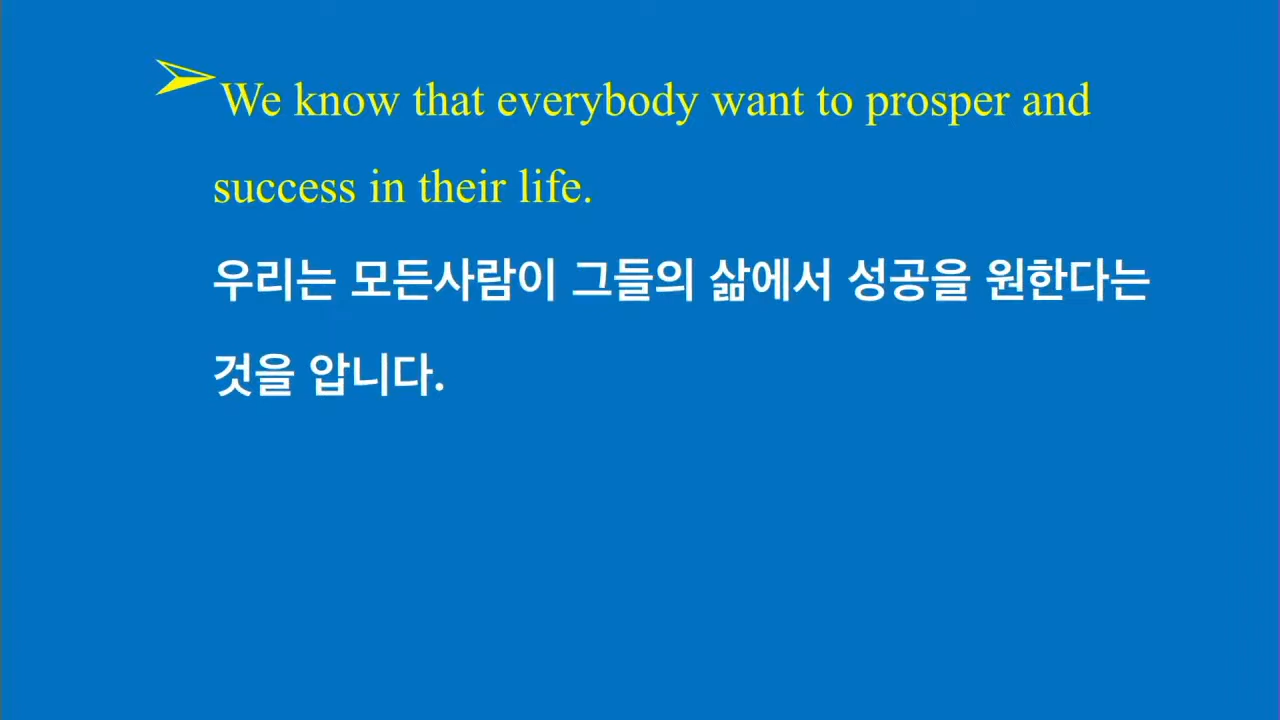 We know that everybody want to prosper and
success in their life.
우리는 모든사람이 그들의 삶에서 성공을 원한다는
것을 압니다.